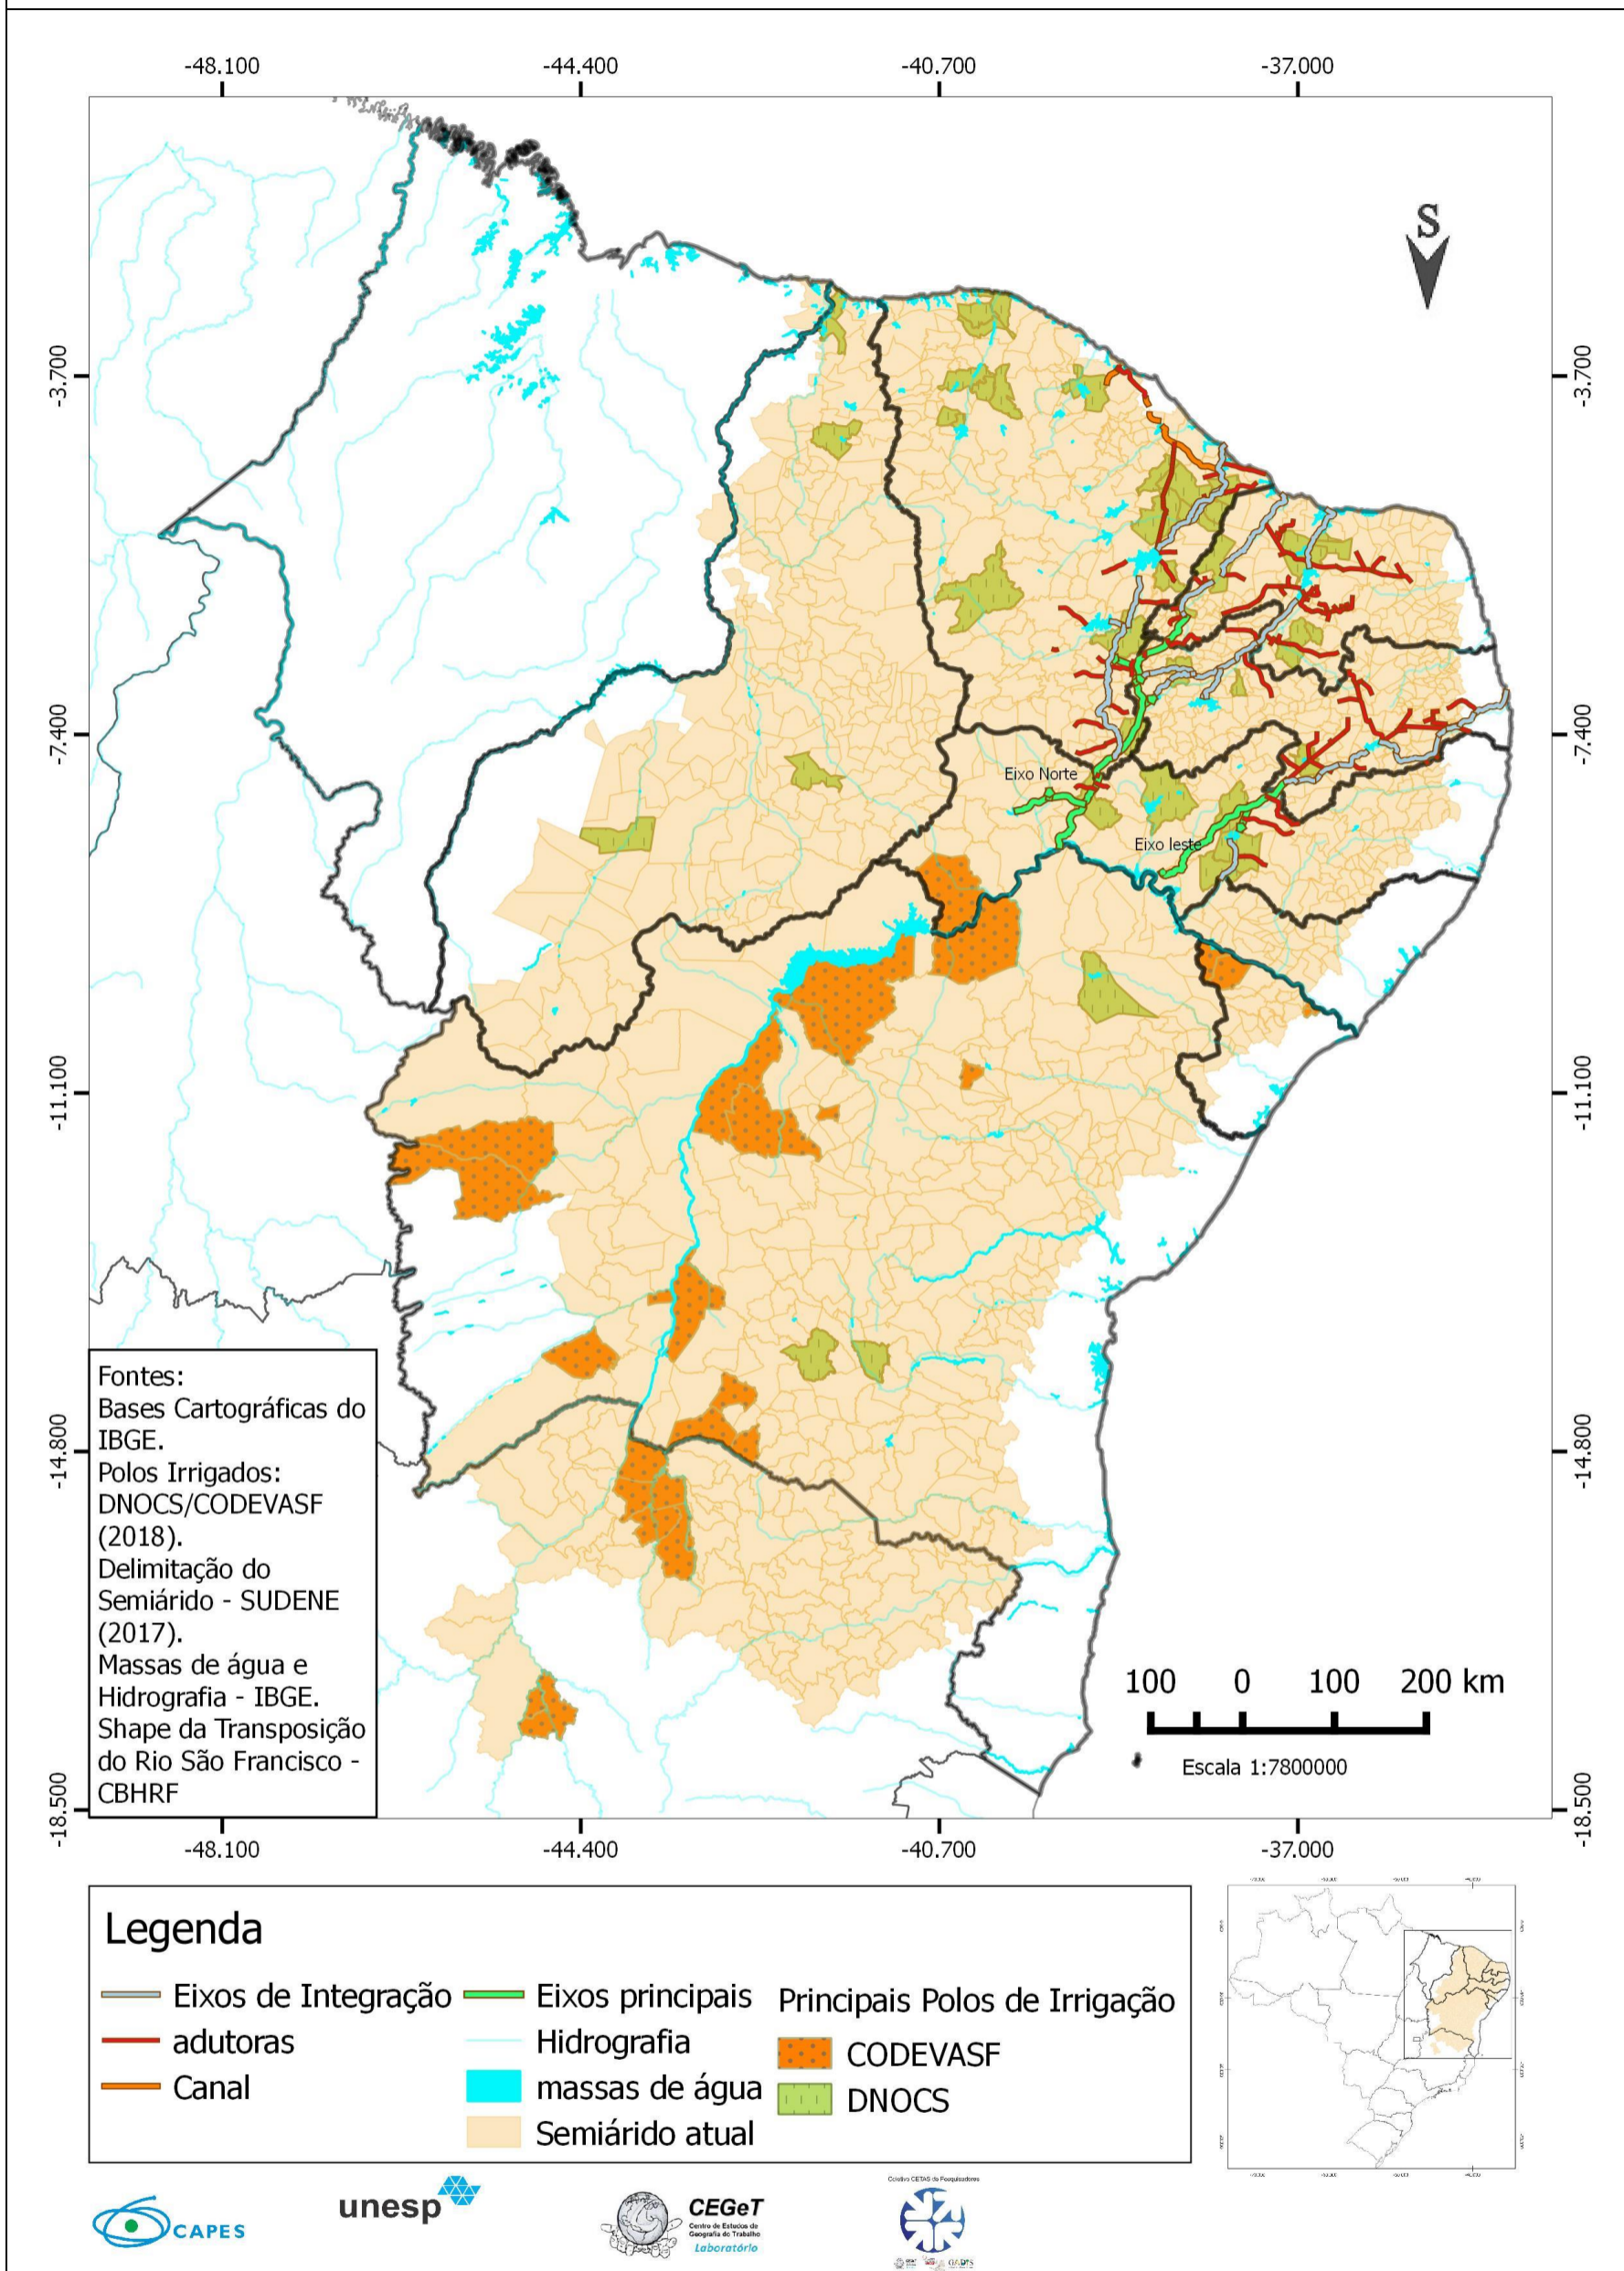 -48.100
-44.400
-40.700
-37.000
S
-3.700
-3.700
-7.400
-7.400
Eixo Norte
Eixo leste
-11.100
-11.100
-14.800
-14.800
Fontes:
Bases Cartográficas do
IBGE.
Polos Irrigados:
DNOCS/CODEVASF
(2018).
Delimitação do
Semiárido - SUDENE
(2017).
Massas de água e
Hidrografia - IBGE.
Shape da Transposição
do Rio São Francisco -
CBHRF
100 0 100 200 km
Escala 1:7800000
-18.500
-18.500
-48.100
-44.400
-40.700
-37.000
Legenda
Eixos de Integração
adutoras
Canal
Eixos principais
Hidrografia
massas de água
Semiárido atual
Principais Polos de Irrigação
CODEVASF
DNOCS
CAPES
unesp
CEGeT
Centro de Estudos de
Geografia do Trabalho
Laboratório
Coletivo CETAS de Pesquisadores